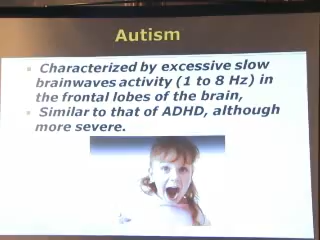 Autism
Characterized by excessive slow
brainwaves activity (1 to 8 Hz) in
the frontal lobes of the brain,
Similar to that of ADHD, although
more severe.